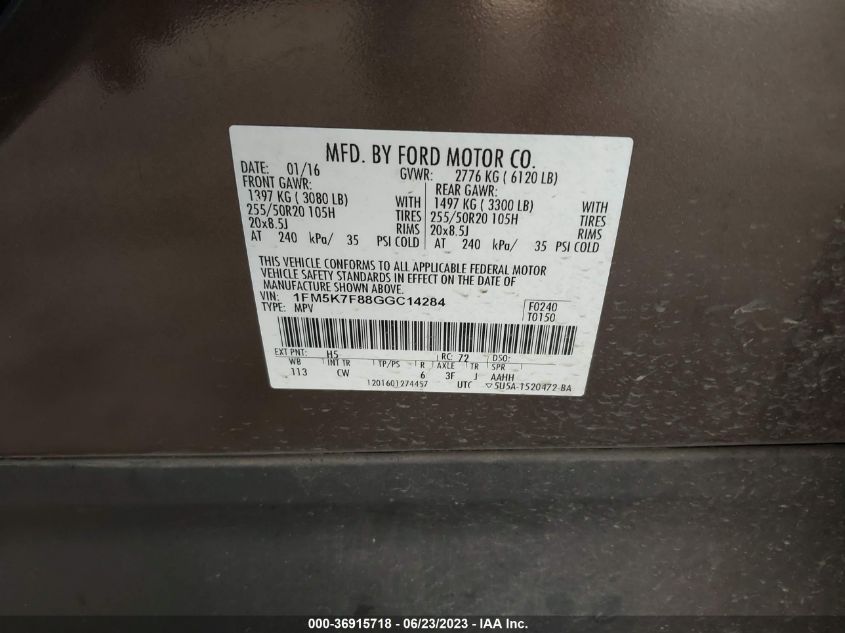 MFD. BY FORD MOTOR CO.
DATE: 01/16 GVWR: 2776 KG ( 6120 LB)
FRONT GAWR: REAR GAWR:
1397 KG ( 3080 LB) WITH 1497 KG ( 3300 LB) WITH
255/50R20 105H TIRES 255/50R20 105H TIRES
20x8.5J RIMS 20x8.5J RIMS
AT 240 kPa/ 35 PSI COLD AT 240 kPa/ 35 PSI COLD
THIS VEHICLE CONFORMS TO ALL APPLICABLE FEDERAL MOTOR
VEHICLE SAFETY STANDARDS IN EFFECT ON THE DATE OF
MANUFACTURE SHOWN ABOVE.
VIN: 1FM5K7F88GGC14284 F0240
TYPE: MPV T0150
EXT PNT: H5 RC: 72 DSO:
WB INT TR TP/PS R AXLE TR SPR
113 CW 6 3F J AAHH
1201601274457 UTC ▽5U5A-1520472-BA
000-36915718 - 06/23/2023 - IAA Inc.